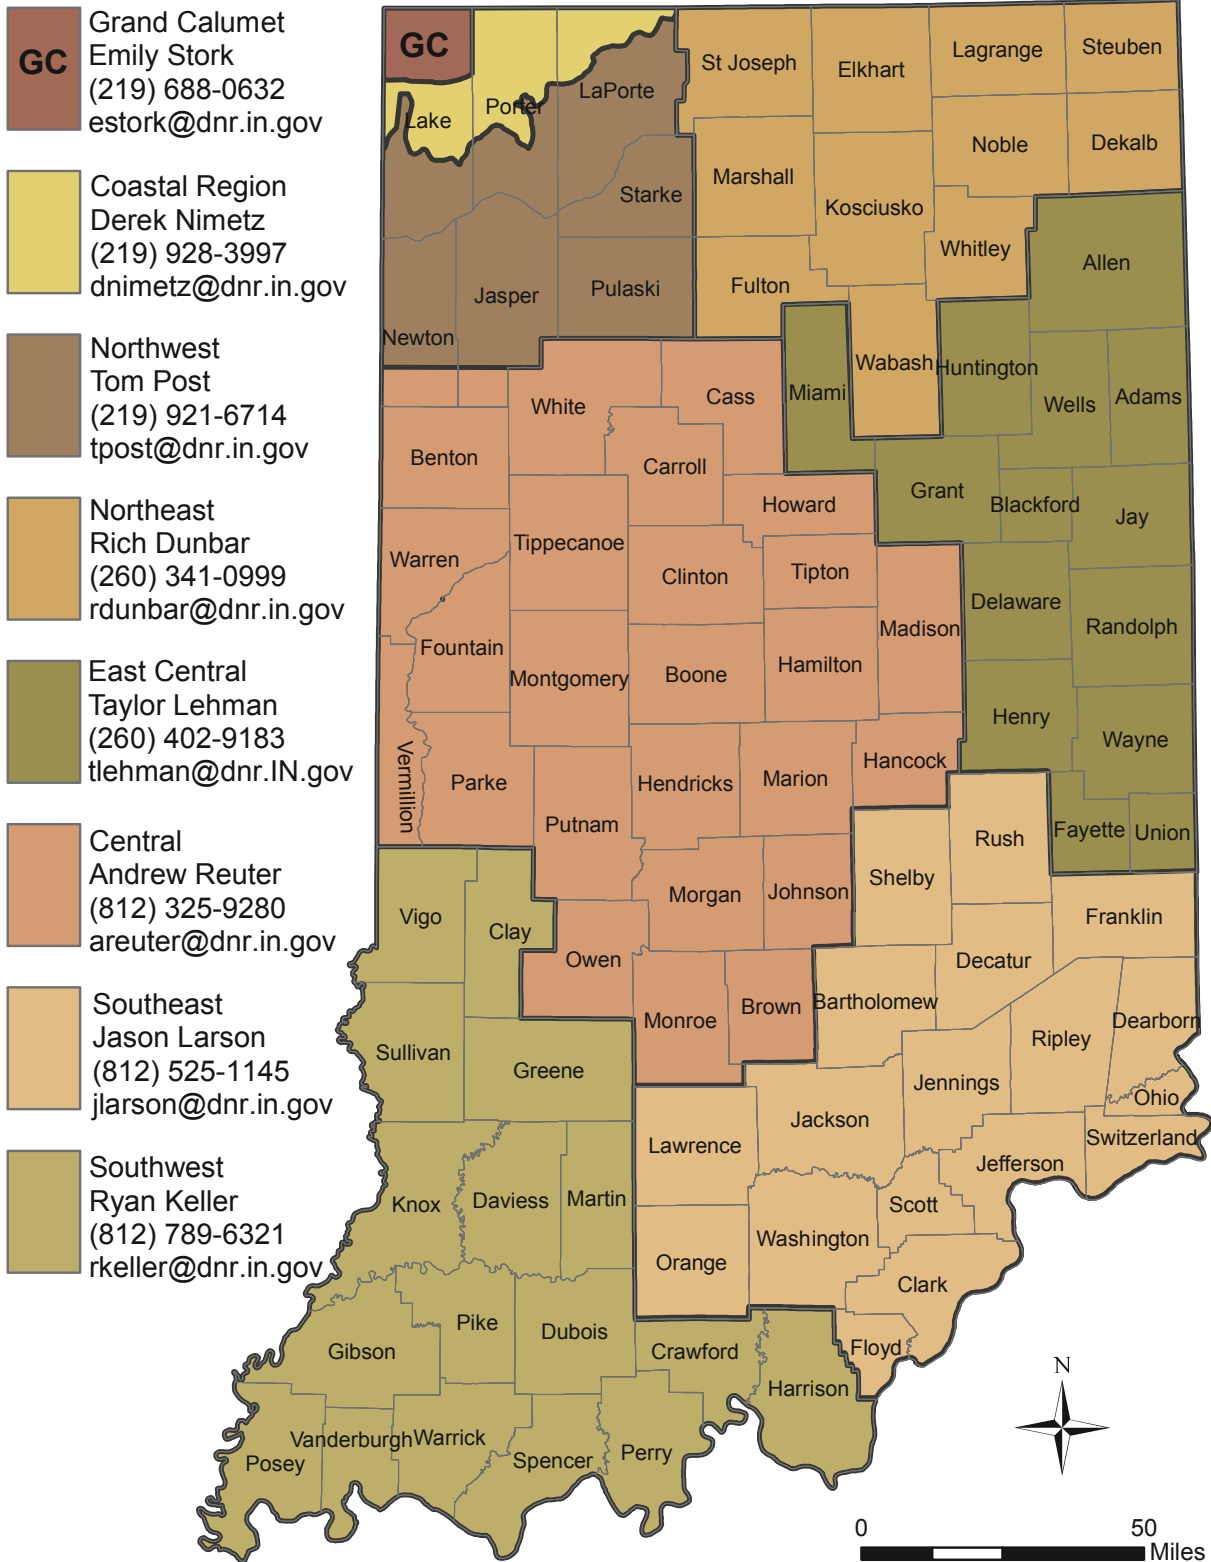 GC
Grand Calumet
Emily Stork
(219) 688-0632
estork@dnr.in.gov
Coastal Region
Derek Nimetz
(219) 928-3997
dnimetz@dnr.in.gov
Northwest
Tom Post
(219) 921-6714
tpost@dnr.in.gov
Northeast
Rich Dunbar
(260) 341-0999
rdunbar@dnr.in.gov
East Central
Taylor Lehman
(260) 402-9183
tlehman@dnr.IN.gov
Central
Andrew Reuter
(812) 325-9280
areuter@dnr.in.gov
Southeast
Jason Larson
(812) 525-1145
jlarson@dnr.in.gov
Southwest
Ryan Keller
(812) 789-6321
rkeller@dnr.in.gov
GC
St Joseph
Elkhart
Lagrange
Steuben
Lake
Porter
LaPorte
Noble
Dekalb
Marshall
Starke
Kosciusko
Whitley
Allen
Newton
Jasper
Pulaski
Fulton
Miami
Wabash
Huntington
Wells
Adams
White
Cass
Benton
Carroll
Grant
Blackford
Jay
Howard
Warren
Tippecanoe
Clinton
Tipton
Delaware
Randolph
Fountain
Madison
Montgomery
Boone
Hamilton
Henry
Wayne
Vermillion
Parke
Hendricks
Marion
Hancock
Putnam
Rush
Fayette
Union
Shelby
Morgan
Johnson
Vigo
Clay
Franklin
Owen
Decatur
Monroe
Brown
Bartholomew
Dearborn
Sullivan
Greene
Ripley
Jennings
Ohio
Lawrence
Jackson
Switzerland
Jefferson
Knox
Daviess
Martin
Scott
Washington
Orange
Clark
Gibson
Pike
Dubois
Crawford
Floyd
Harrison
Posey
Vanderburgh
Warrick
Spencer
Perry
N
0
50
Miles